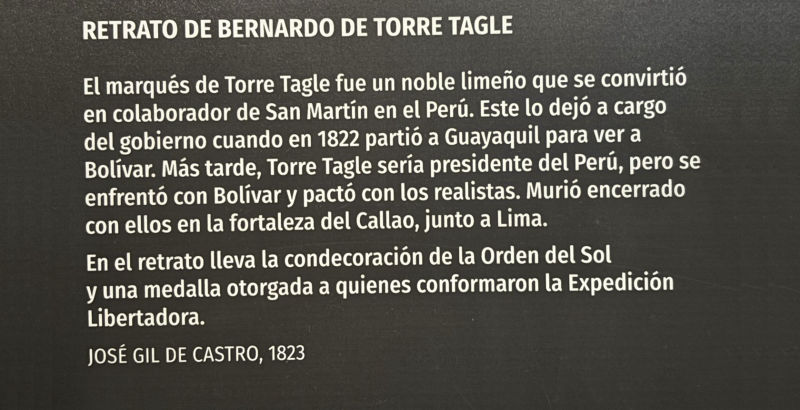 RETRATO DE BERNARDO DE TORRE TAGLE
El marqués de Torre Tagle fue un noble limeño que se convirtió
en colaborador de San Martín en el Perú. Este lo dejó a cargo
del gobierno cuando en 1822 partió a Guayaquil para ver a
Bolívar. Más tarde, Torre Tagle sería presidente del Perú, pero se
enfrentó con Bolívar y pactó con los realistas. Murió encerrado
con ellos en la fortaleza del Callao, junto a Lima.
En el retrato lleva la condecoración de la Orden del Sol
y una medalla otorgada a quienes conformaron la Expedición
Libertadora.
JOSÉ GIL DE CASTRO, 1823